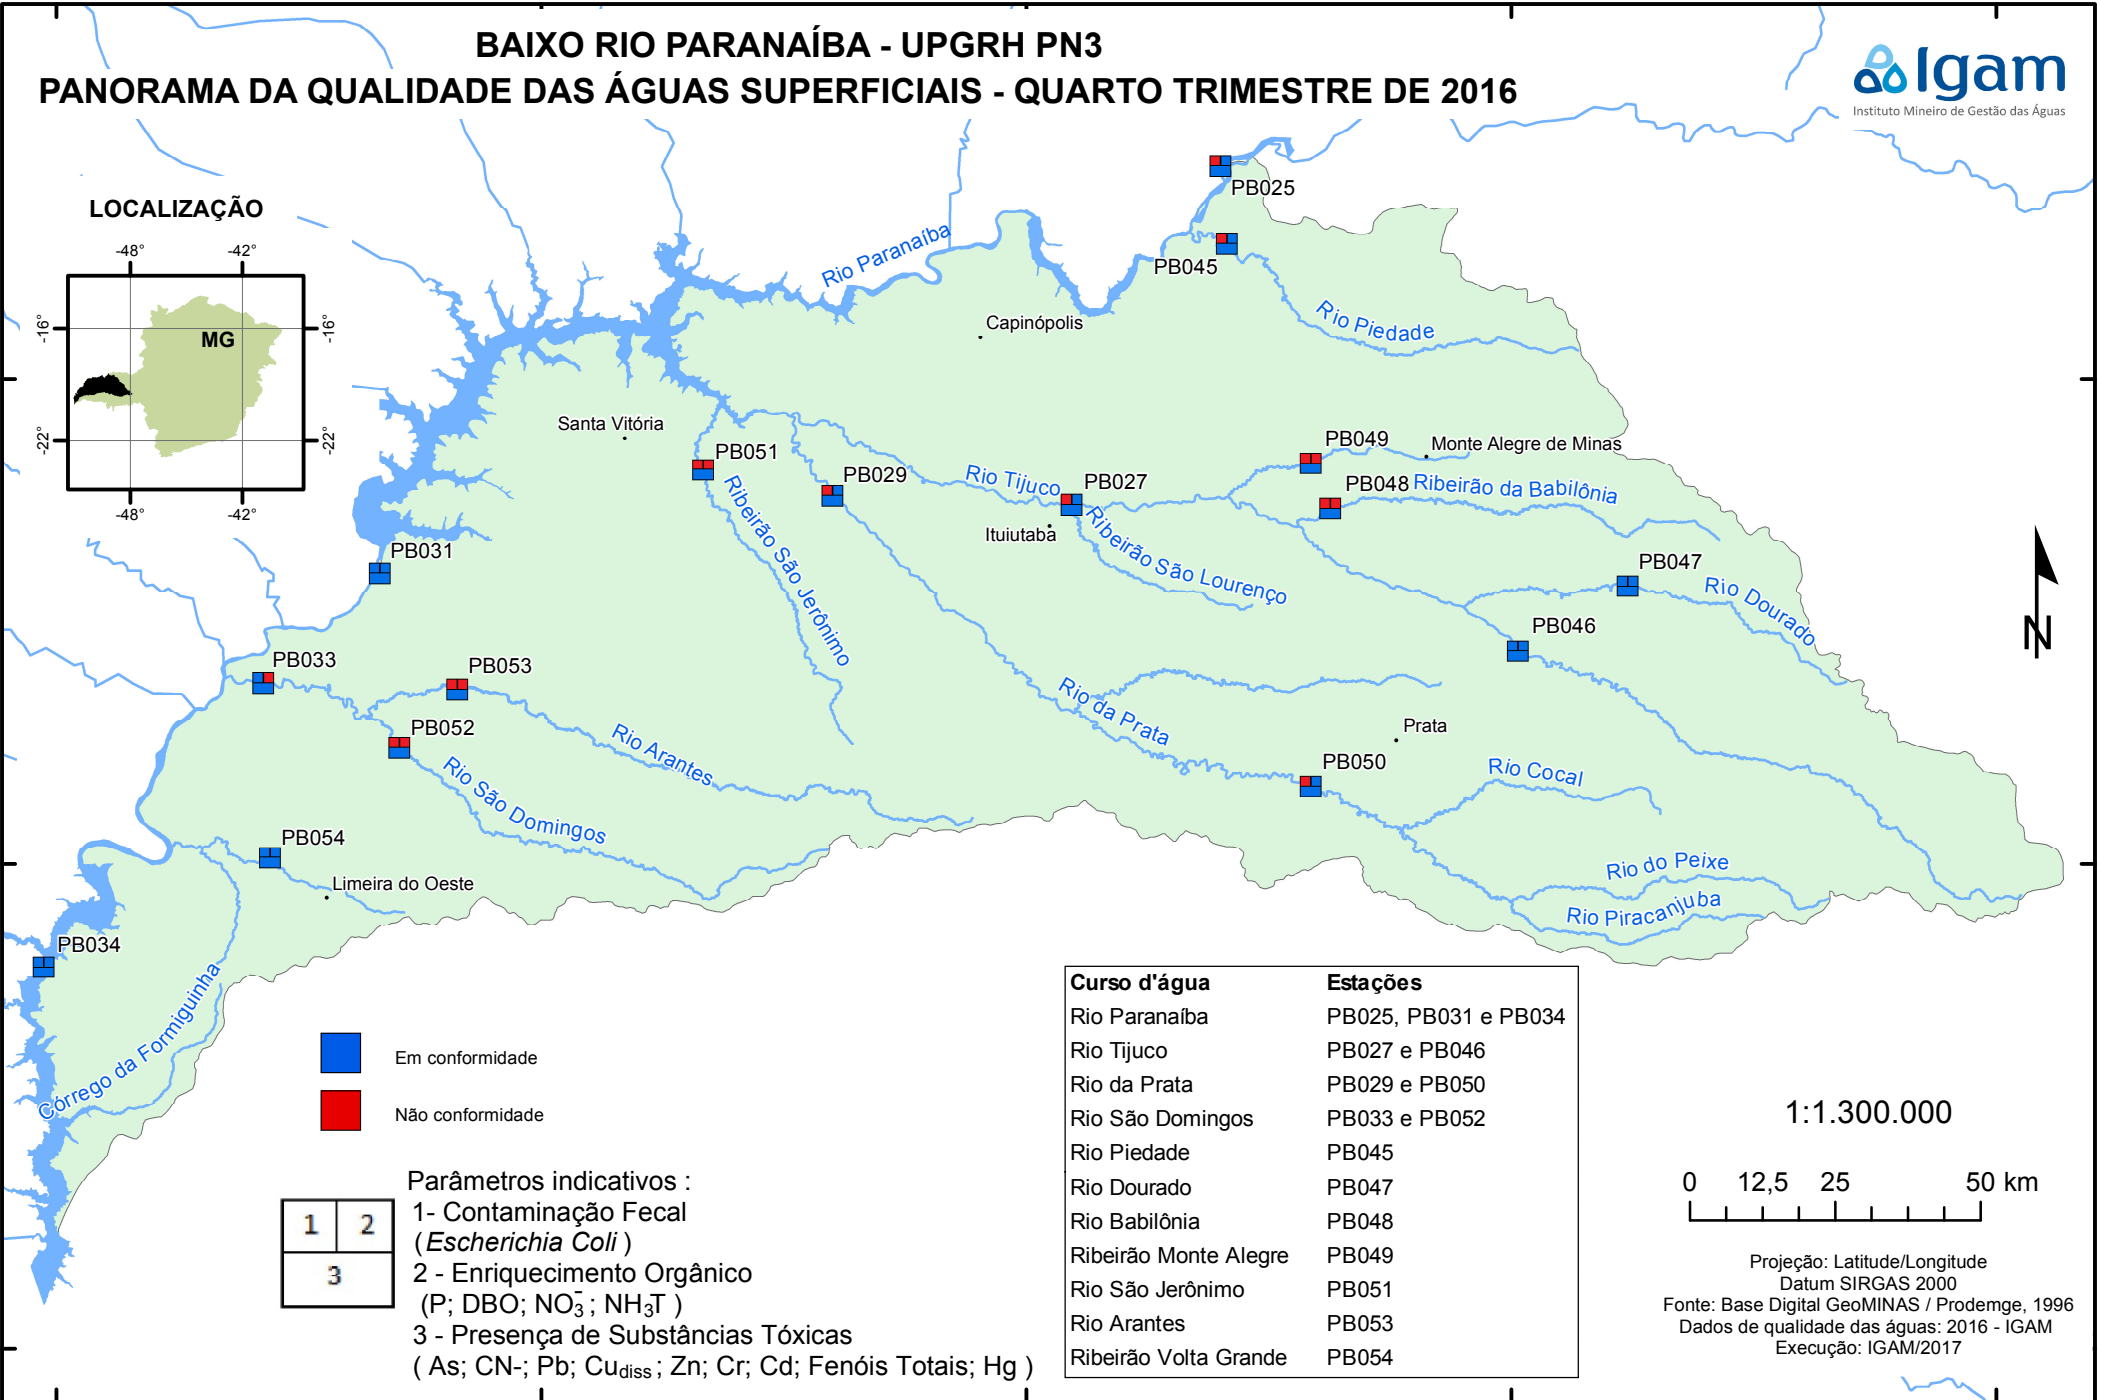 BAIXO RIO PARANAÍBA - UPGRH PN3
PANORAMA DA QUALIDADE DAS ÁGUAS SUPERFICIAIS - QUARTO TRIMESTRE DE 2016
Igam
Instituto Mineiro de Gestão das Águas
LOCALIZAÇÃO
-48° -42°
-16° -16°
MG
-22° -22°
-48° -42°
PB025
Rio Paranaíba
PB045
Rio Piedade
Capinópolis
Santa Vitória
PB051
PB029
Rio Tijuco
PB027
PB049
Monte Alegre de Minas
PB048
Ribeirão da Babilônia
Ituiutaba
Ribeirão São Lourenço
Ribeirão São Jerônimo
PB031
PB047
Rio Dourado
PB046
N
PB033
PB053
PB052
Rio Arantes
Rio da Prata
Prata
PB050
Rio Cocal
Rio São Domingos
PB054
Limeira do Oeste
Rio do Peixe
Rio Piracanjuba
PB034
Córrego da Formiguinha
Em conformidade
Não conformidade
Parâmetros indicativos :
1 2
3
1- Contaminação Fecal
(Escherichia Coli )
2 - Enriquecimento Orgânico
(P; DBO; NO₃⁻ ; NH₃T )
3 - Presença de Substâncias Tóxicas
( As; CN-; Pb; Cudiss ; Zn; Cr; Cd; Fenóis Totais; Hg )
Curso d'água Estações
Rio Paranaíba PB025, PB031 e PB034
Rio Tijuco PB027 e PB046
Rio da Prata PB029 e PB050
Rio São Domingos PB033 e PB052
Rio Piedade PB045
Rio Dourado PB047
Rio Babilônia PB048
Ribeirão Monte Alegre PB049
Rio São Jerônimo PB051
Rio Arantes PB053
Ribeirão Volta Grande PB054
1:1.300.000
0 12,5 25 50 km
Projeção: Latitude/Longitude
Datum SIRGAS 2000
Fonte: Base Digital GeoMINAS / Prodemge, 1996
Dados de qualidade das águas: 2016 - IGAM
Execução: IGAM/2017